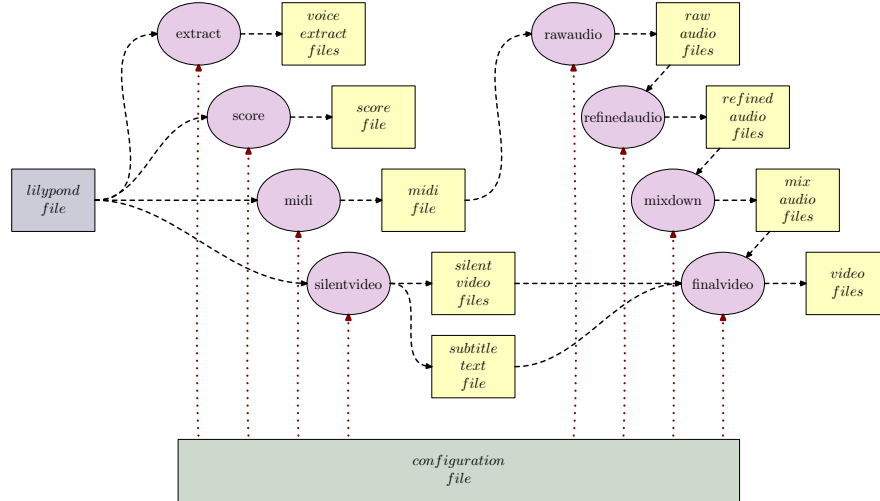 extract
voice
extract
files
rawaudio
raw
audio
files
score
score
file
refinedaudio
refined
audio
files
lilypond
file
midi
midi
file
mixdown
mix
audio
files
silentvideo
silent
video
files
finalvideo
video
files
subtitle
text
file
configuration
file